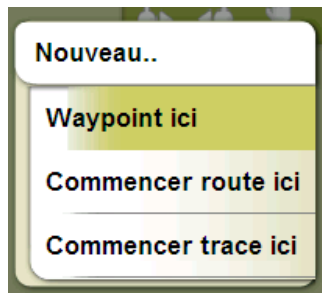 Nouveau..
Waypoint ici
Commencer route ici
Commencer trace ici